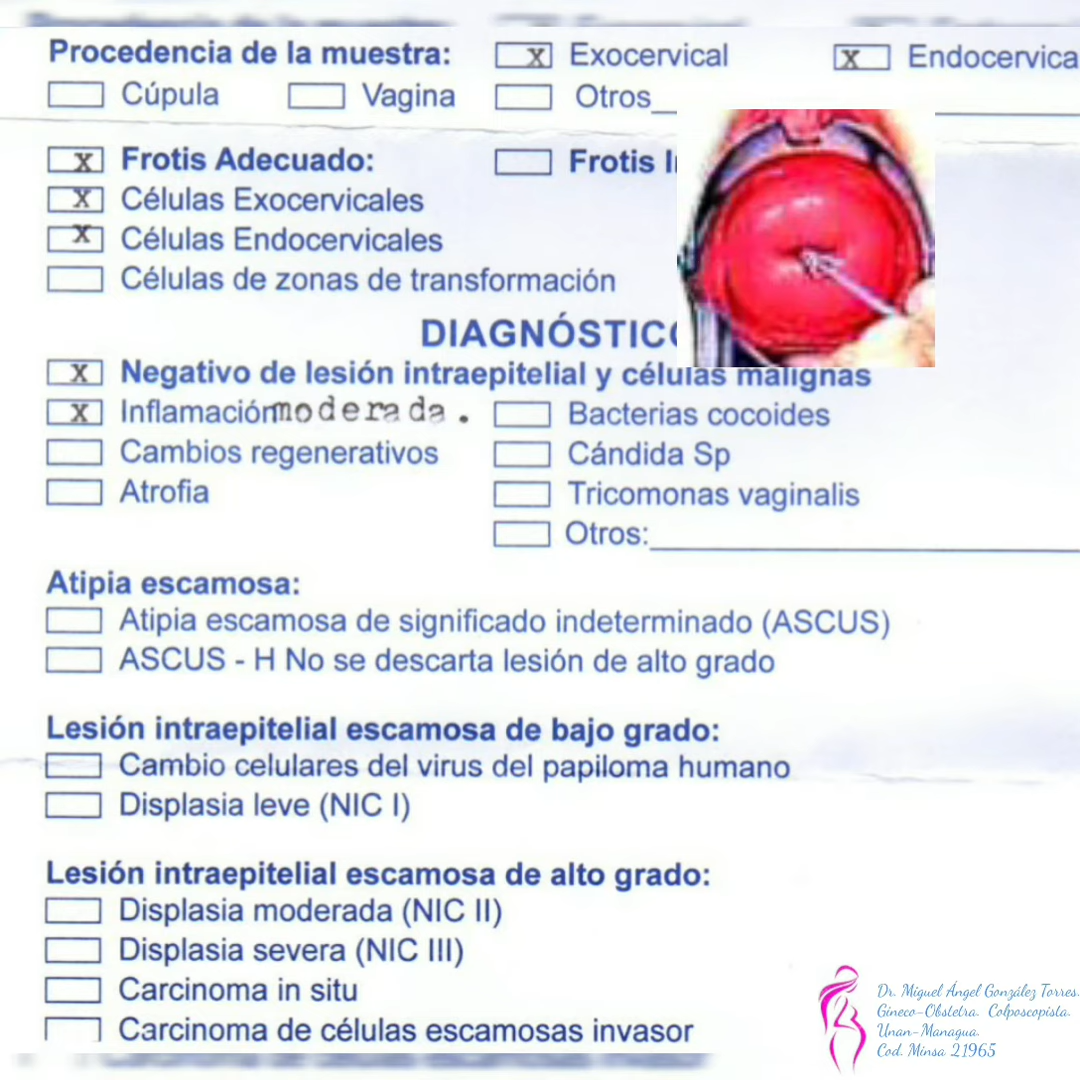 Procedencia de la muestra: X Exocervical X Endocervica
Cúpula Vagina Otros
X Frotis Adecuado: Frotis I
X Células Exocervicales
X Células Endocervicales
Células de zonas de transformación
DIAGNÓSTICO
X Negativo de lesión intraepitelial y células malignas
X Inflamación moderada. Bacterias cocoides
Cambios regenerativos Cándida Sp
Atrofia Tricomonas vaginalis
Otros:
Atipia escamosa:
Atipia escamosa de significado indeterminado (ASCUS)
ASCUS - H No se descarta lesión de alto grado
Lesión intraepitelial escamosa de bajo grado:
Cambio celulares del virus del papiloma humano
Displasia leve (NIC I)
Lesión intraepitelial escamosa de alto grado:
Displasia moderada (NIC II)
Displasia severa (NIC III)
Carcinoma in situ
Carcinoma de células escamosas invasor
Dr. Miguel Ángel González Torres.
Gineco-Obstetra. Colposcopista.
Unan-Managua.
Cod. Minsa 21965